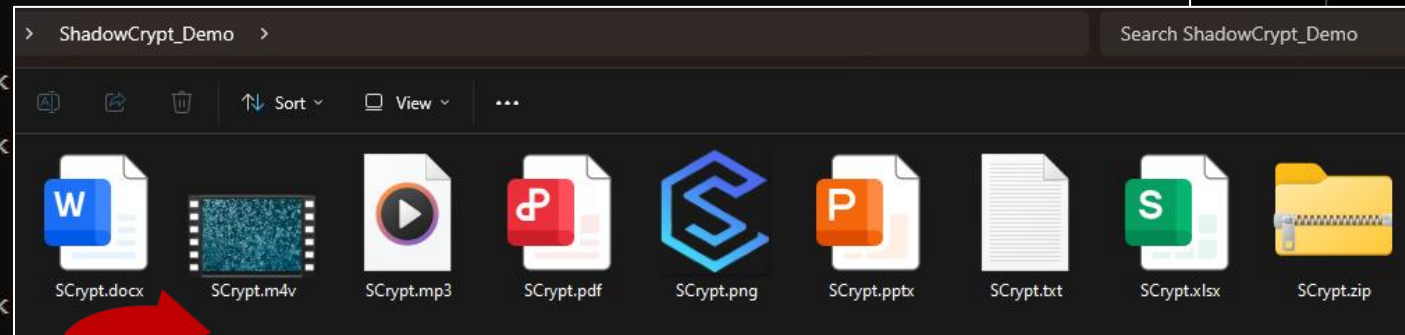 ShadowCrypt_Demo
Search ShadowCrypt_Demo
Sort
View
SCrypt.docx
SCrypt.m4v
SCrypt.mp3
SCrypt.pdf
SCrypt.png
SCrypt.pptx
SCrypt.txt
SCrypt.xlsx
SCrypt.zip